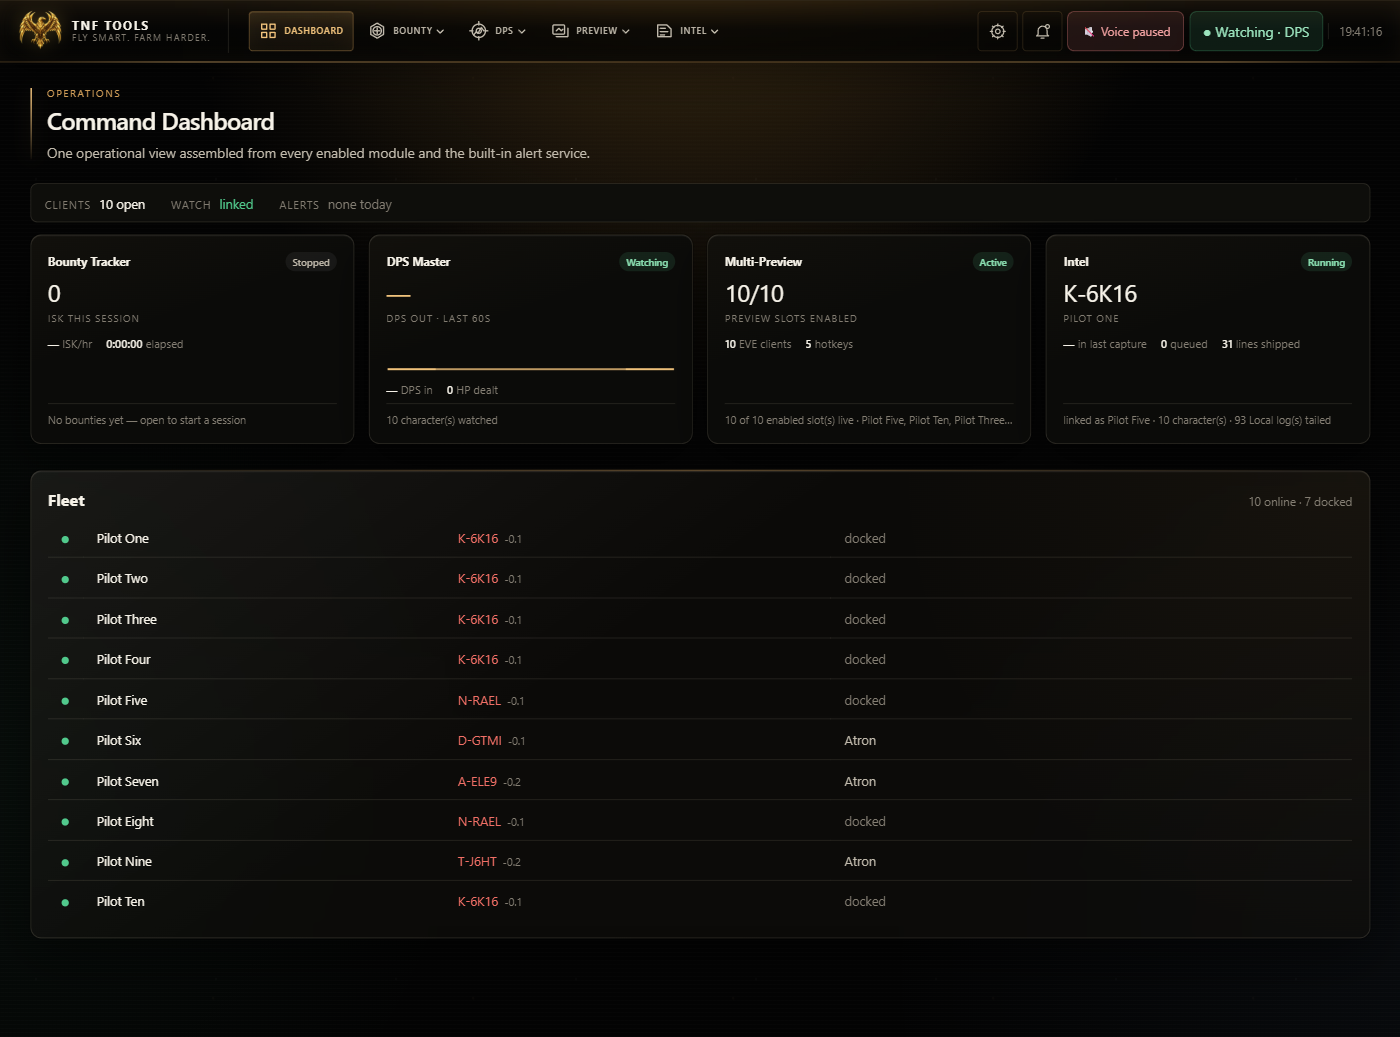 TNF TOOLS
FLY SMART. FARM HARDER.
DASHBOARD
BOUNTY
DPS
PREVIEW
INTEL
Voice paused
Watching · DPS
19:41:16
OPERATIONS
Command Dashboard
One operational view assembled from every enabled module and the built-in alert service.
CLIENTS 10 open WATCH linked ALERTS none today
Bounty Tracker Stopped
0
ISK THIS SESSION
— ISK/hr 0:00:00 elapsed
No bounties yet — open to start a session
DPS Master Watching
—
DPS OUT · LAST 60S
— DPS in 0 HP dealt
10 character(s) watched
Multi-Preview Active
10/10
PREVIEW SLOTS ENABLED
10 EVE clients 5 hotkeys
10 of 10 enabled slot(s) live · Pilot Five, Pilot Ten, Pilot Three...
Intel Running
K-6K16
PILOT ONE
— in last capture 0 queued 31 lines shipped
linked as Pilot Five · 10 character(s) · 93 Local log(s) tailed
Fleet 10 online · 7 docked
Pilot One K-6K16 -0.1 docked
Pilot Two K-6K16 -0.1 docked
Pilot Three K-6K16 -0.1 docked
Pilot Four K-6K16 -0.1 docked
Pilot Five N-RAEL -0.1 docked
Pilot Six D-GTMI -0.1 Atron
Pilot Seven A-ELE9 -0.2 Atron
Pilot Eight N-RAEL -0.1 docked
Pilot Nine T-J6HT -0.2 Atron
Pilot Ten K-6K16 -0.1 docked